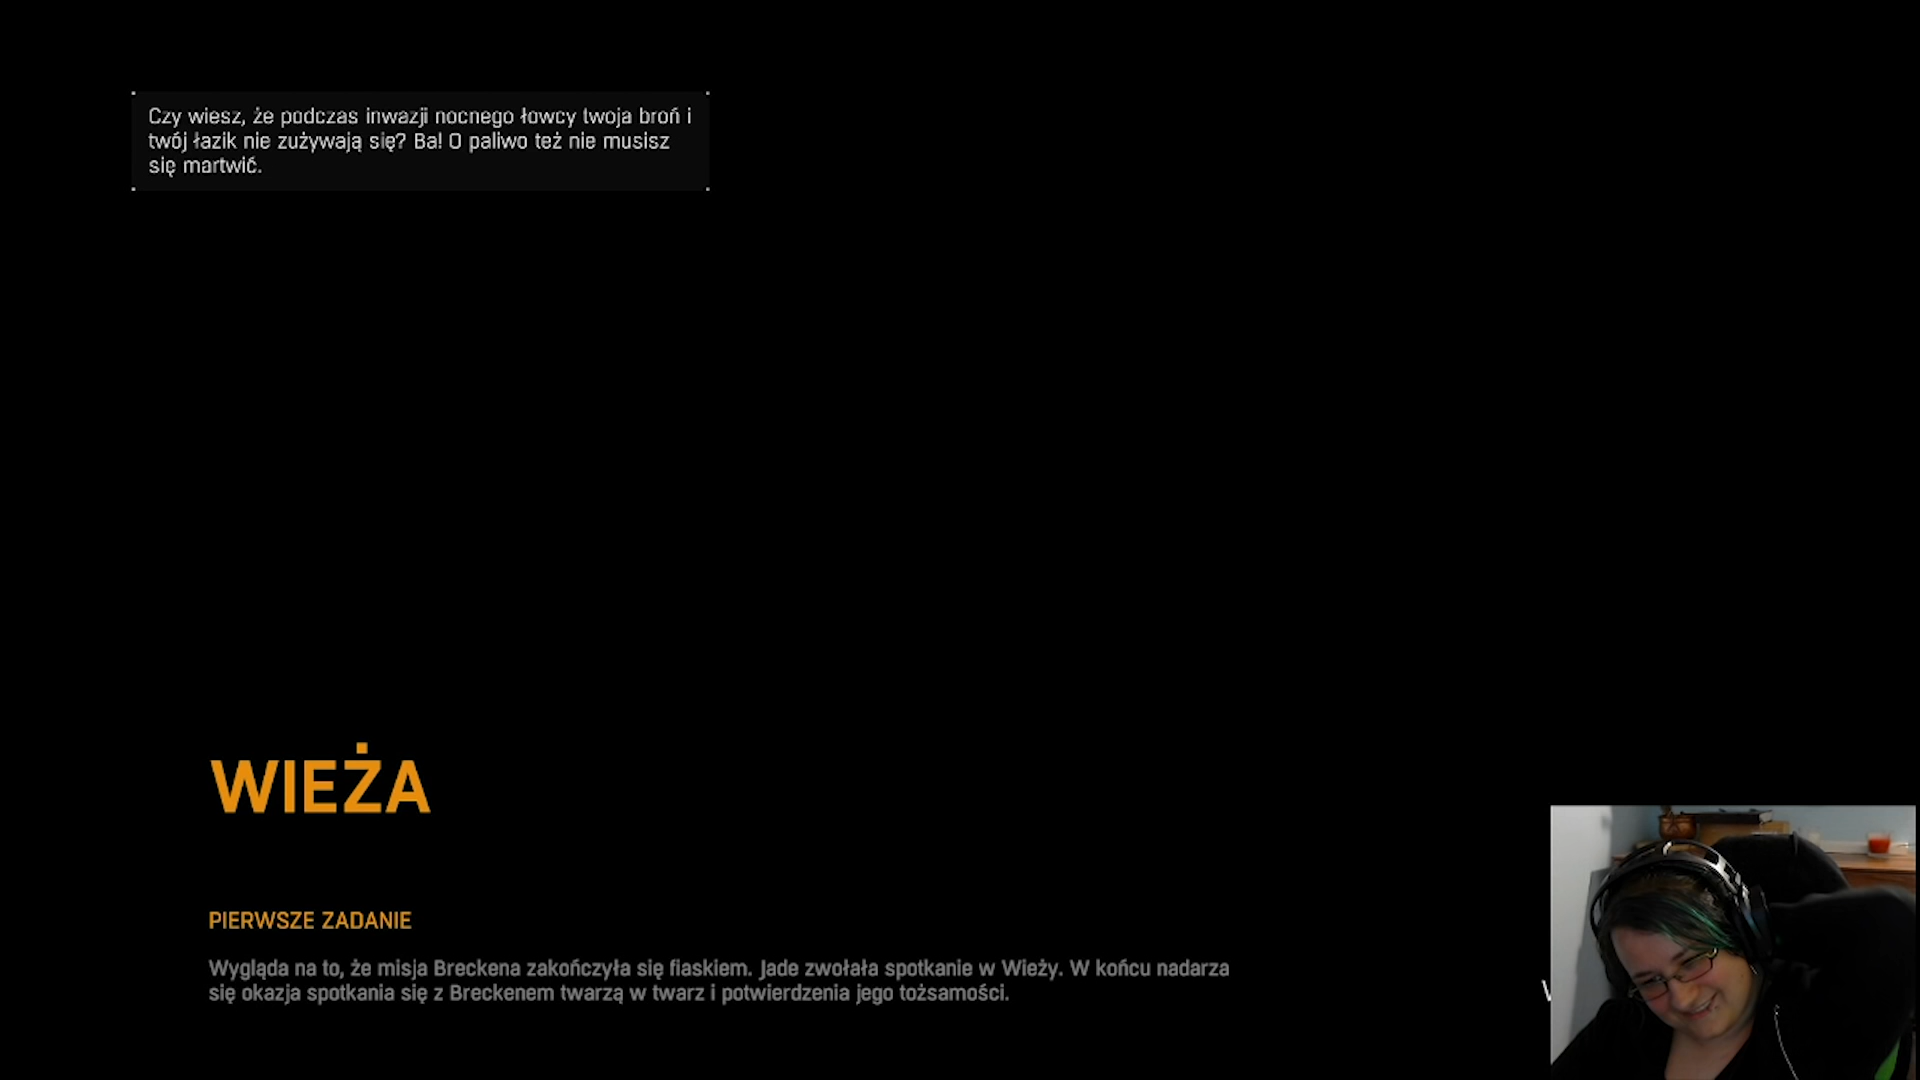 Czy wiesz, że podczas inwazji nocnego łowcy twoja broń i
twój łazik nie zużywają się? Ba! O paliwo też nie musisz
się martwić.
WIEŻA
PIERWSZE ZADANIE
Wygląda na to, że misja Breckena zakończyła się fiaskiem. Jade zwołała spotkanie w Wieży. W końcu nadarza
się okazja spotkania się z Breckenem twarzą w twarz i potwierdzenia jego tożsamości.